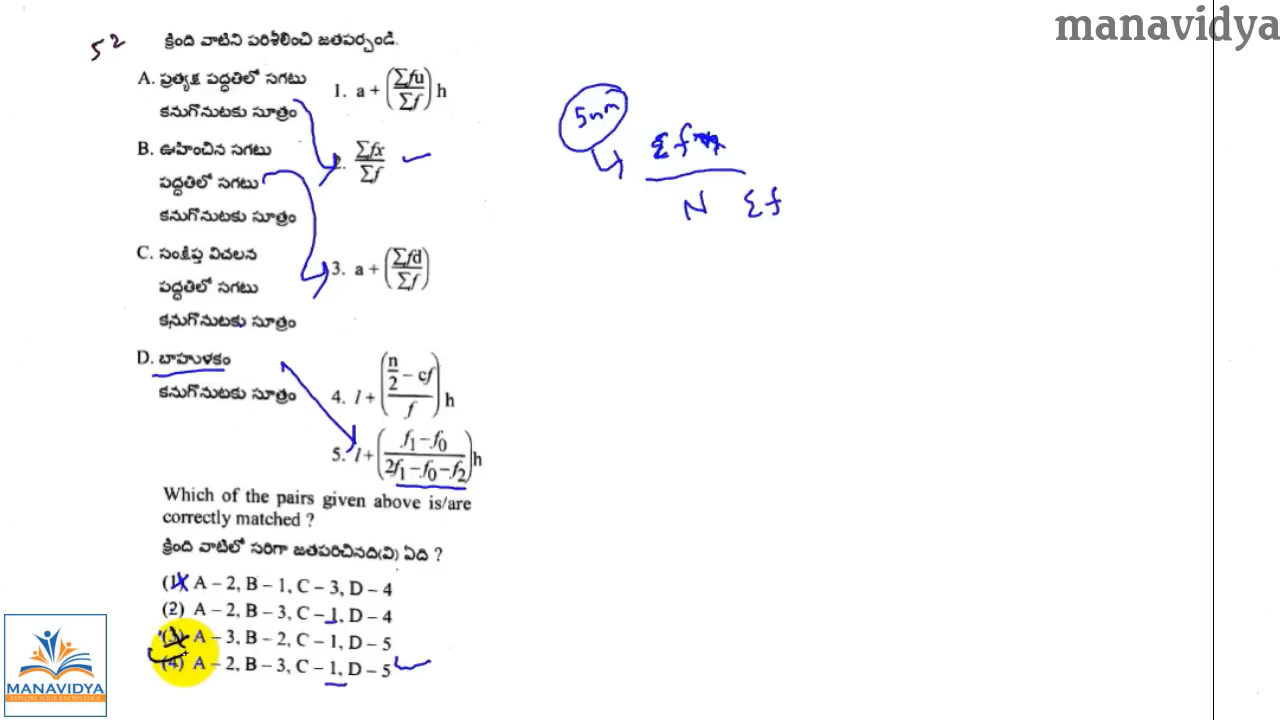 manavidya
52 క్రింది వాటిని పరిశీలించి జతపర్చండి.
A. ప్రత్యక్ష పద్ధతిలో సగటు
కనుగొనుటకు సూత్రం
1. a + (Σfu/Σf) h
B. ఊహించిన సగటు
పద్ధతిలో సగటు
కనుగొనుటకు సూత్రం
2. Σfx/Σf
C. సంక్షిప్త విచలన
పద్ధతిలో సగటు
కనుగొనుటకు సూత్రం
3. a + (Σfd/Σf)
D. బాహుళకం
కనుగొనుటకు సూత్రం
4. l + ((n/2 – cf)/f) h
5. l + ((f₁ – f₀)/(2f₁ – f₀ – f₂)) h
Which of the pairs given above is/are
correctly matched ?
క్రింది వాటిలో సరిగా జతపరిచినది(వి) ఏది ?
(1) A – 2, B – 1, C – 3, D – 4
(2) A – 2, B – 3, C – 1, D – 4
(3) A – 3, B – 2, C – 1, D – 5
(4) A – 2, B – 3, C – 1, D – 5
Σf
N Σf
MANAVIDYA